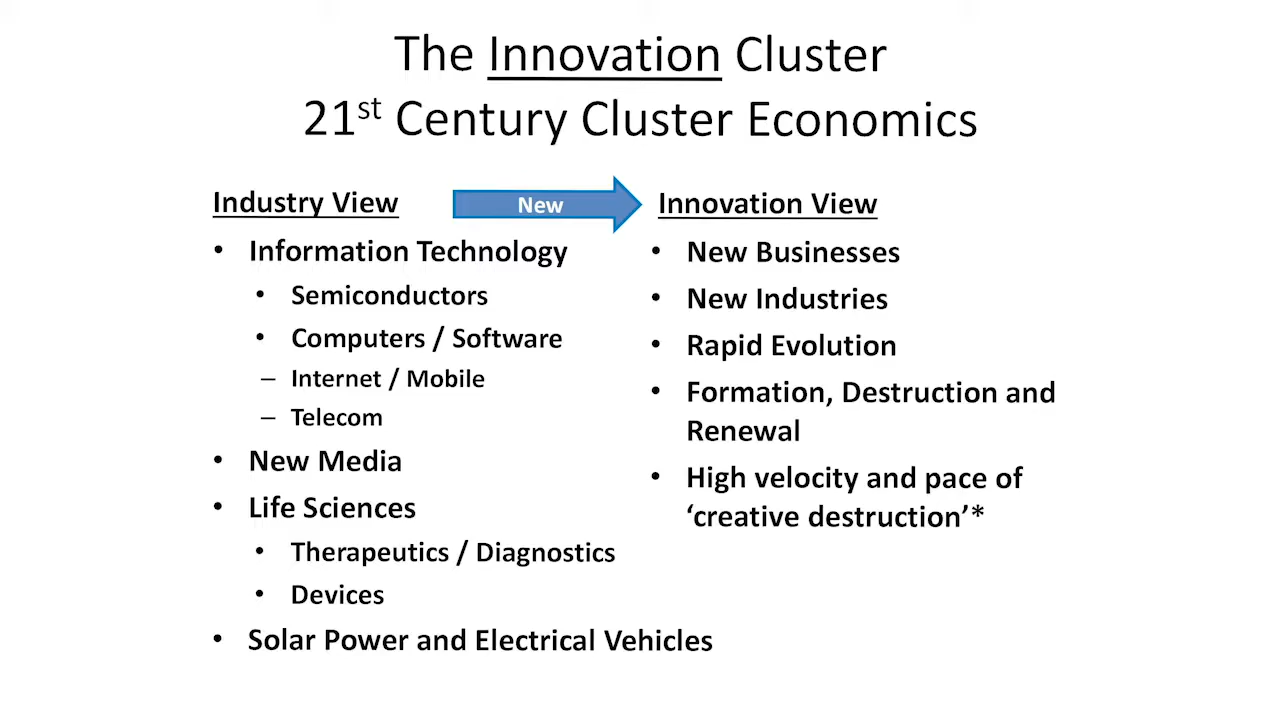 The Innovation Cluster
21st Century Cluster Economics
Industry View
New
Innovation View
• Information Technology
• Semiconductors
• Computers / Software
– Internet / Mobile
– Telecom
• New Media
• Life Sciences
• Therapeutics / Diagnostics
• Devices
• Solar Power and Electrical Vehicles
• New Businesses
• New Industries
• Rapid Evolution
• Formation, Destruction and
Renewal
• High velocity and pace of
‘creative destruction’*